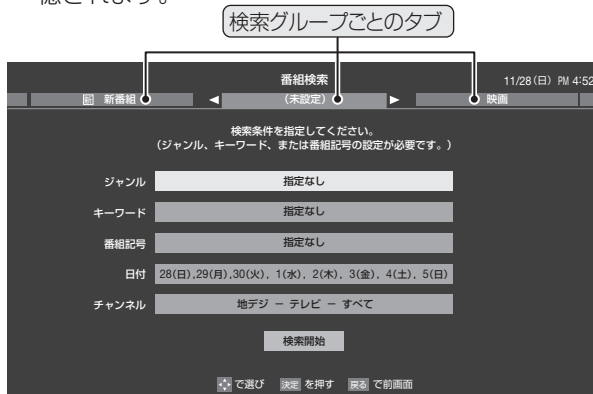 憶されます。
検索グループごとのタブ
番組検索 11/28(日) PM 4:52
新 新番組 ◀ (未設定) ▶ 映画
検索条件を指定してください。
(ジャンル、キーワード、または番組記号の設定が必要です。)
ジャンル 指定なし
キーワード 指定なし
番組記号 指定なし
日付 28(日),29(月),30(火), 1(水), 2(木), 3(金), 4(土), 5(日)
チャンネル 地デジ － テレビ － すべて
検索開始
で選び 決定 を押す 戻る で前画面